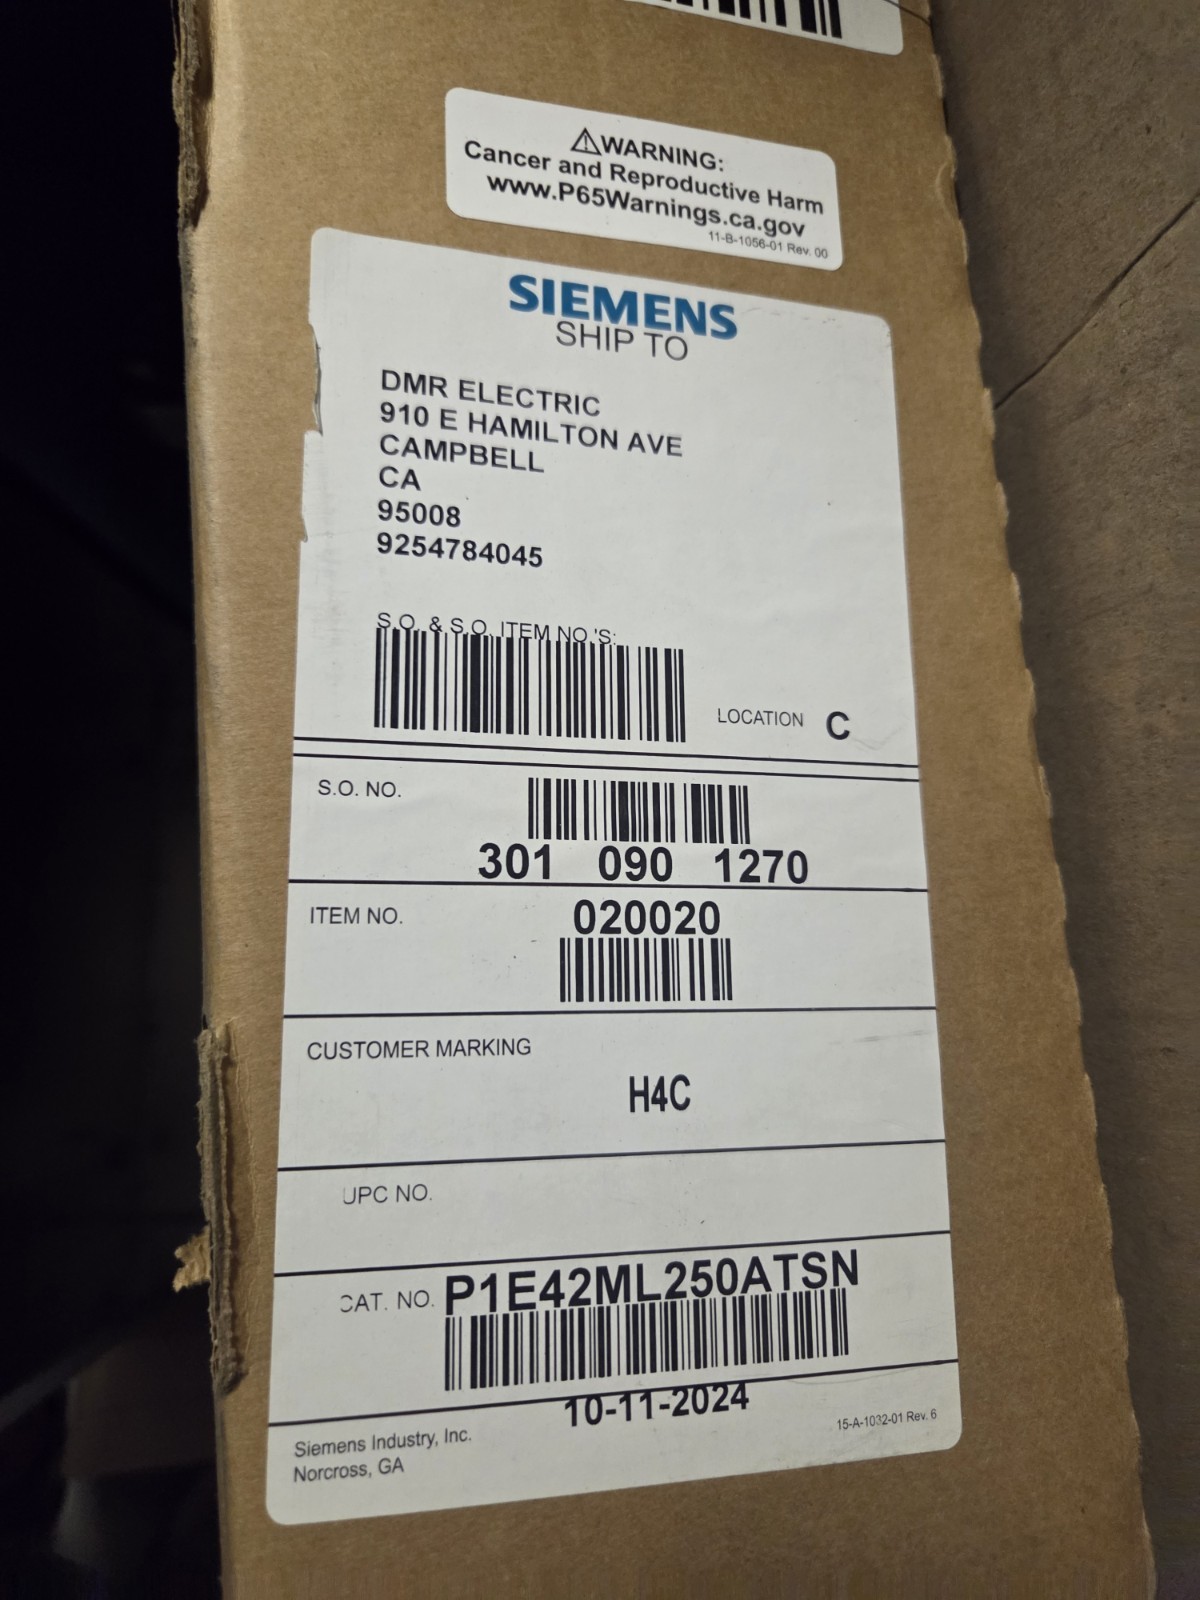 ⚠WARNING:
Cancer and Reproductive Harm
www.P65Warnings.ca.gov
11-B-1056-01 Rev. 00
SIEMENS
SHIP TO
DMR ELECTRIC
910 E HAMILTON AVE
CAMPBELL
CA
95008
9254784045
S.O. & S.O. ITEM NO.'S:
LOCATION C
S.O. NO.
301 090 1270
ITEM NO. 020020
CUSTOMER MARKING
H4C
UPC NO.
CAT. NO. P1E42ML250ATSN
10-11-2024
Siemens Industry, Inc.
Norcross, GA
15-A-1032-01 Rev. 6